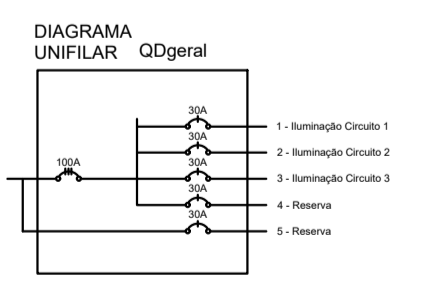 DIAGRAMA
UNIFILAR QDgeral
30A
1 - Iluminação Circuito 1
30A
2 - Iluminação Circuito 2
100A
30A
3 - Iluminação Circuito 3
30A
4 - Reserva
30A
5 - Reserva